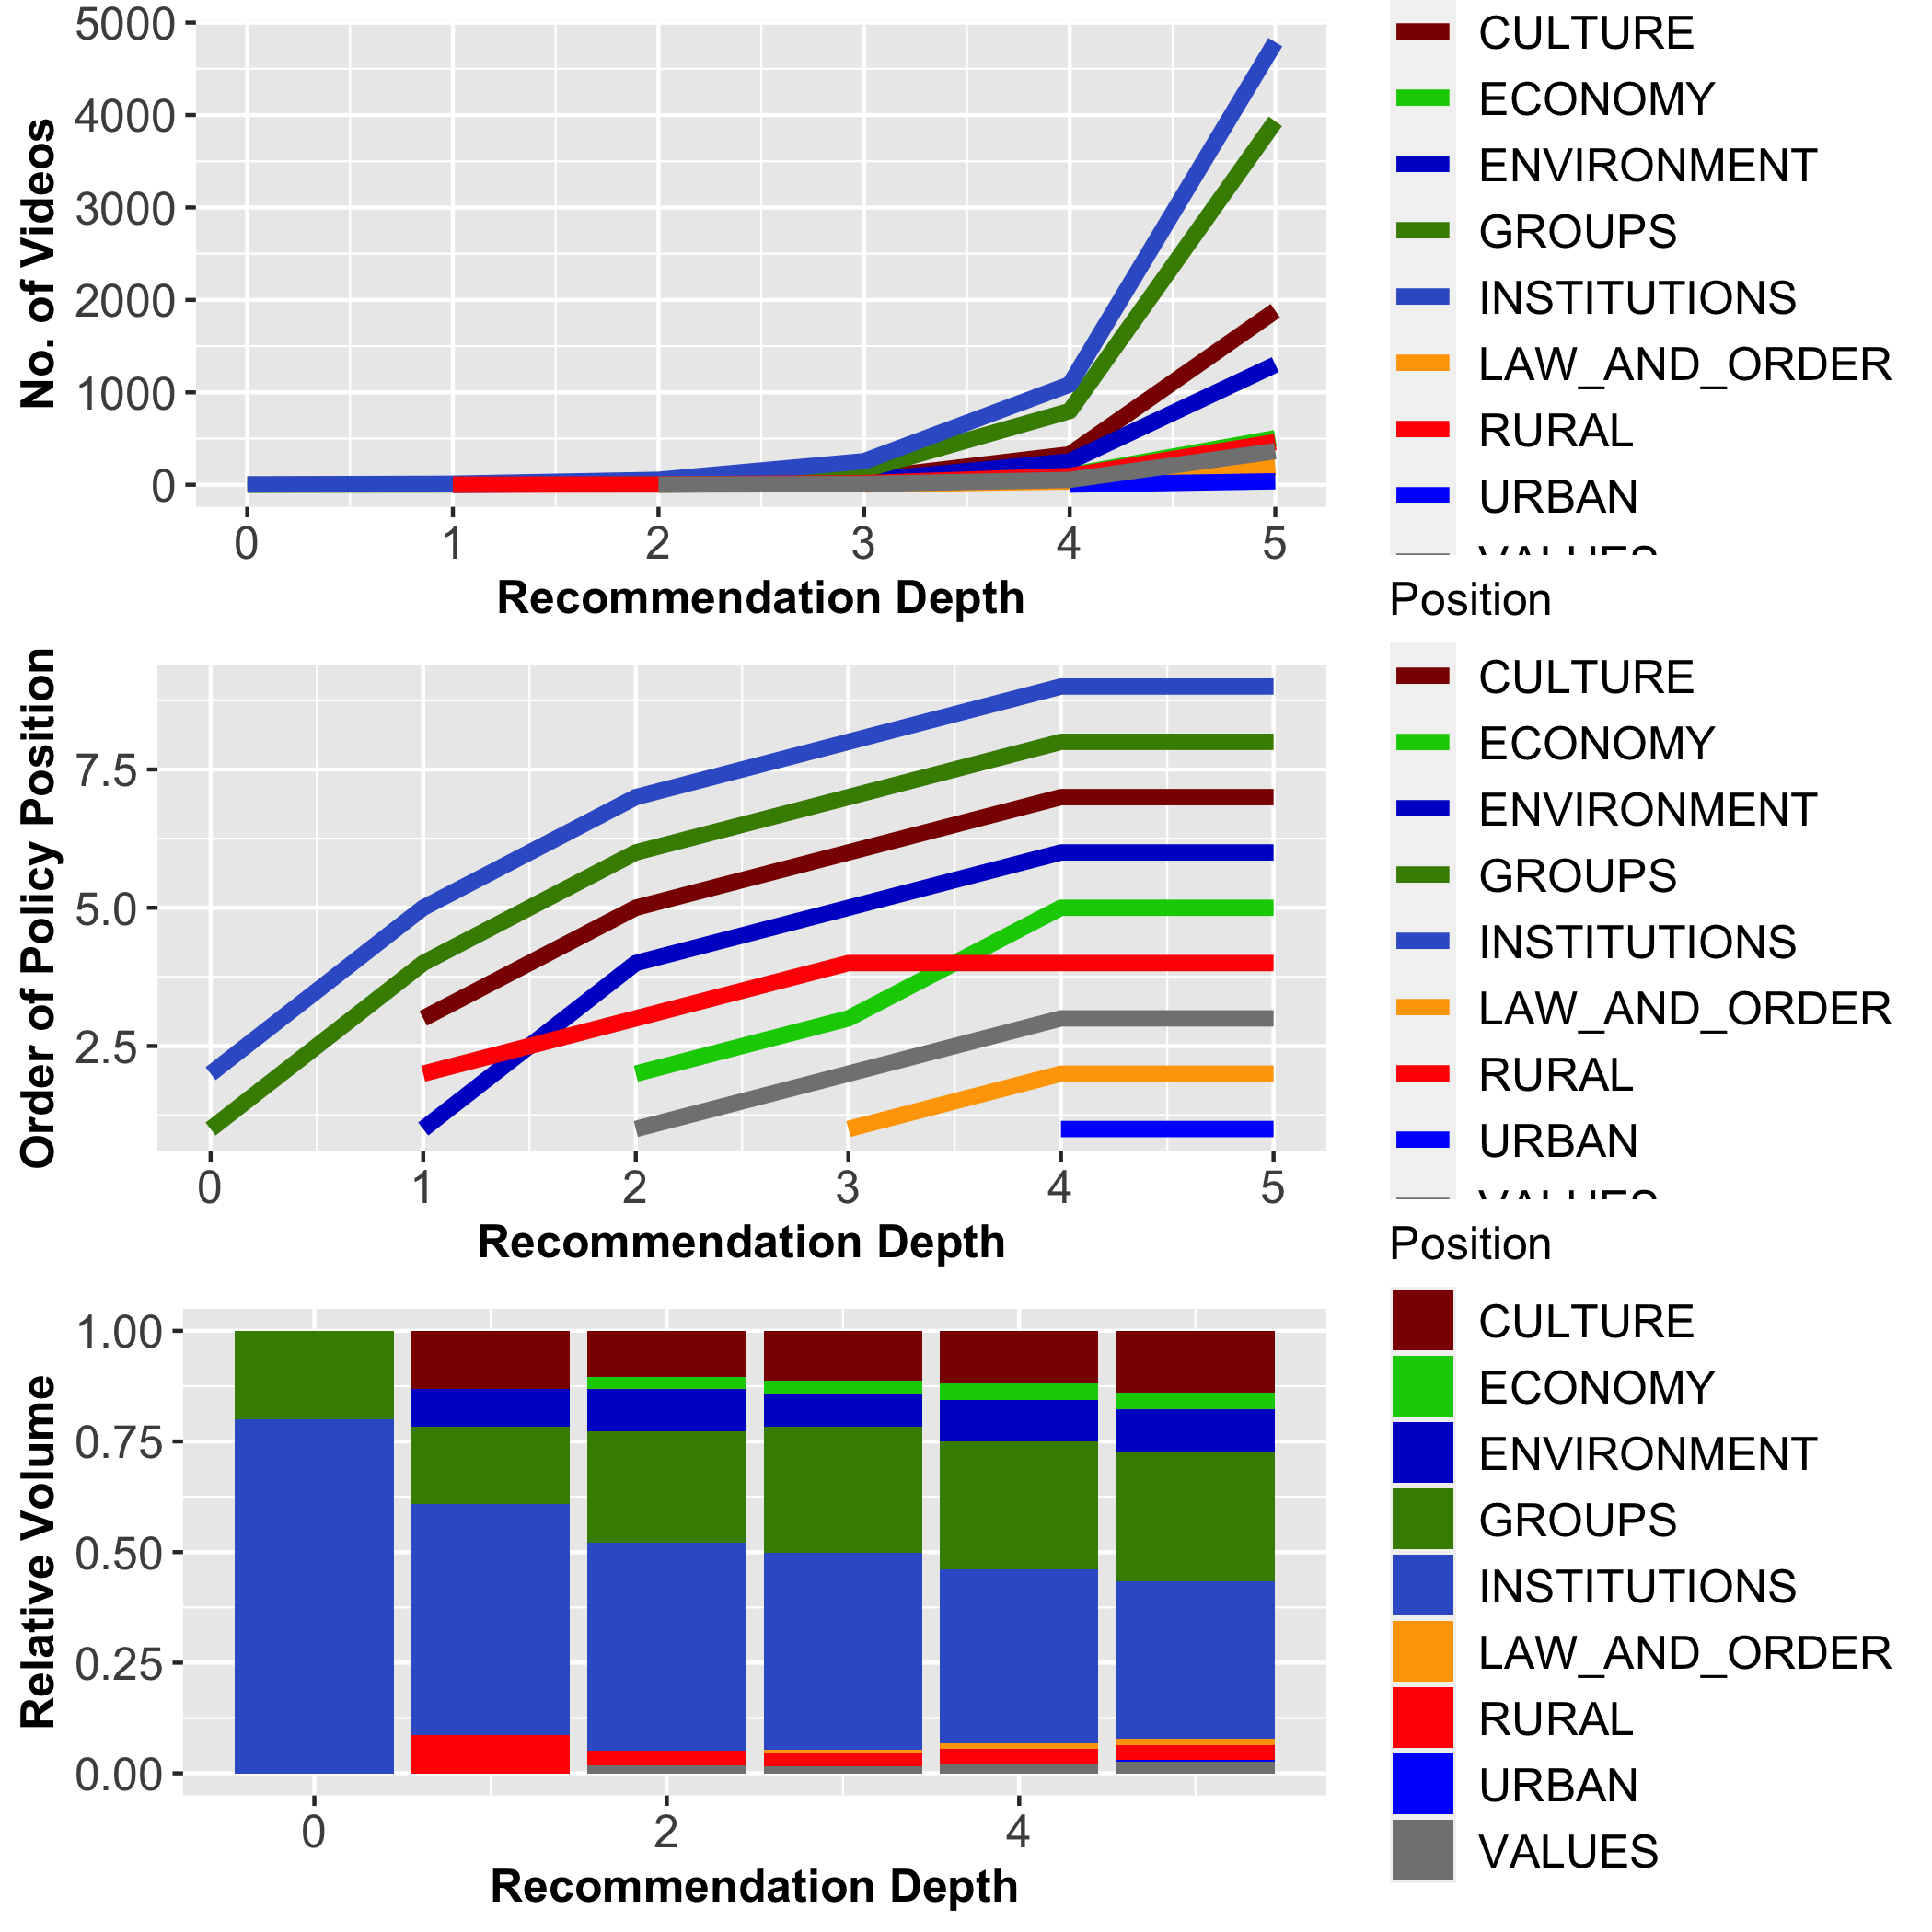 5000
4000
3000
2000
1000
0
No. of Videos
0 1 2 3 4 5
Recommendation Depth
CULTURE
ECONOMY
ENVIRONMENT
GROUPS
INSTITUTIONS
LAW_AND_ORDER
RURAL
URBAN
VALUES
Position
7.5
5.0
2.5
Order of Policy Position
0 1 2 3 4 5
Recommendation Depth
CULTURE
ECONOMY
ENVIRONMENT
GROUPS
INSTITUTIONS
LAW_AND_ORDER
RURAL
URBAN
VALUES
Position
1.00
0.75
0.50
0.25
0.00
Relative Volume
0 2 4
Recommendation Depth
CULTURE
ECONOMY
ENVIRONMENT
GROUPS
INSTITUTIONS
LAW_AND_ORDER
RURAL
URBAN
VALUES